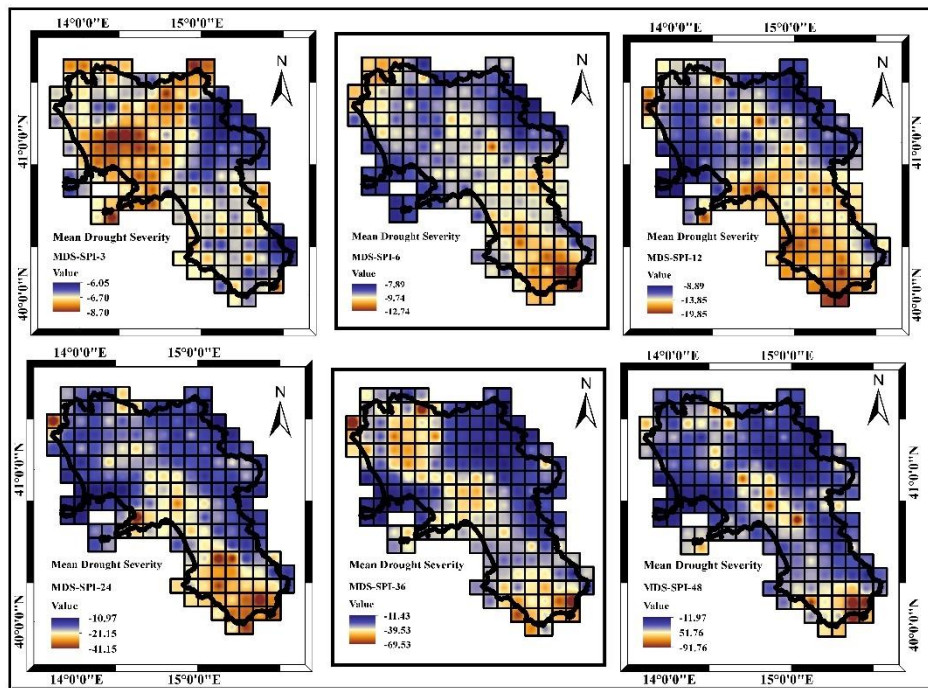 14°0'0"E 15°0'0"E
N
41°0'0"N
40°0'0"N
Mean Drought Severity
MDS-SPI-3
Value
-6.05
-6.70
-8.70
N
Mean Drought Severity
MDS-SPI-6
Value
-7.89
-9.74
-12.74
14°0'0"E 15°0'0"E
N
41°0'0"N
40°0'0"N
Mean Drought Severity
MDS-SPI-12
Value
-8.89
-13.85
-19.85
14°0'0"E 15°0'0"E
N
41°0'0"N
40°0'0"N
Mean Drought Severity
MDS-SPI-24
Value
-10.97
-21.15
-41.15
14°0'0"E 15°0'0"E
N
Mean Drought Severity
MDS-SPI-36
Value
-11.43
-39.53
-69.53
14°0'0"E 15°0'0"E
N
41°0'0"N
40°0'0"N
Mean Drought Severity
MDS-SPI-48
Value
-11.97
51.76
-91.76
14°0'0"E 15°0'0"E